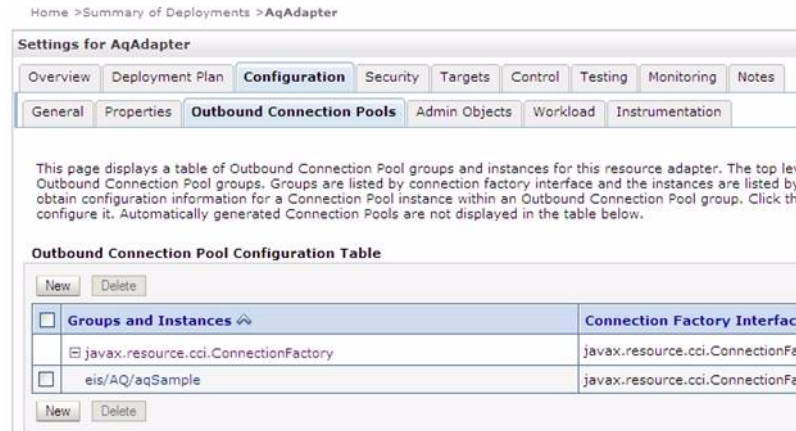 Home >Summary of Deployments >AqAdapter
Settings for AqAdapter
Overview Deployment Plan Configuration Security Targets Control Testing Monitoring Notes
General Properties Outbound Connection Pools Admin Objects Workload Instrumentation
This page displays a table of Outbound Connection Pool groups and instances for this resource adapter. The top lev
Outbound Connection Pool groups. Groups are listed by connection factory interface and the instances are listed by
obtain configuration information for a Connection Pool instance within an Outbound Connection Pool group. Click th
configure it. Automatically generated Connection Pools are not displayed in the table below.
Outbound Connection Pool Configuration Table
New Delete
Groups and Instances Connection Factory Interfac
javax.resource.cci.ConnectionFactory javax.resource.cci.ConnectionFa
eis/AQ/aqSample javax.resource.cci.ConnectionFa
New Delete